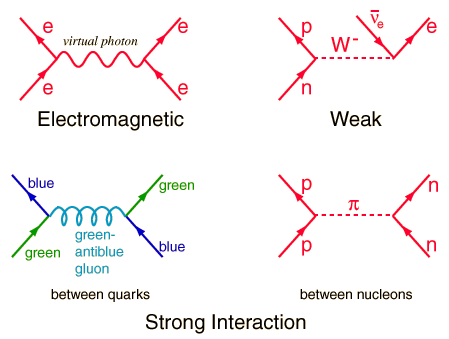 e
e
virtual photon
e
e
Electromagnetic
p
ν̄e
e
W-
n
Weak
blue
green
green-
antiblue
gluon
green
blue
between quarks
p
n
π
p
n
between nucleons
Strong Interaction